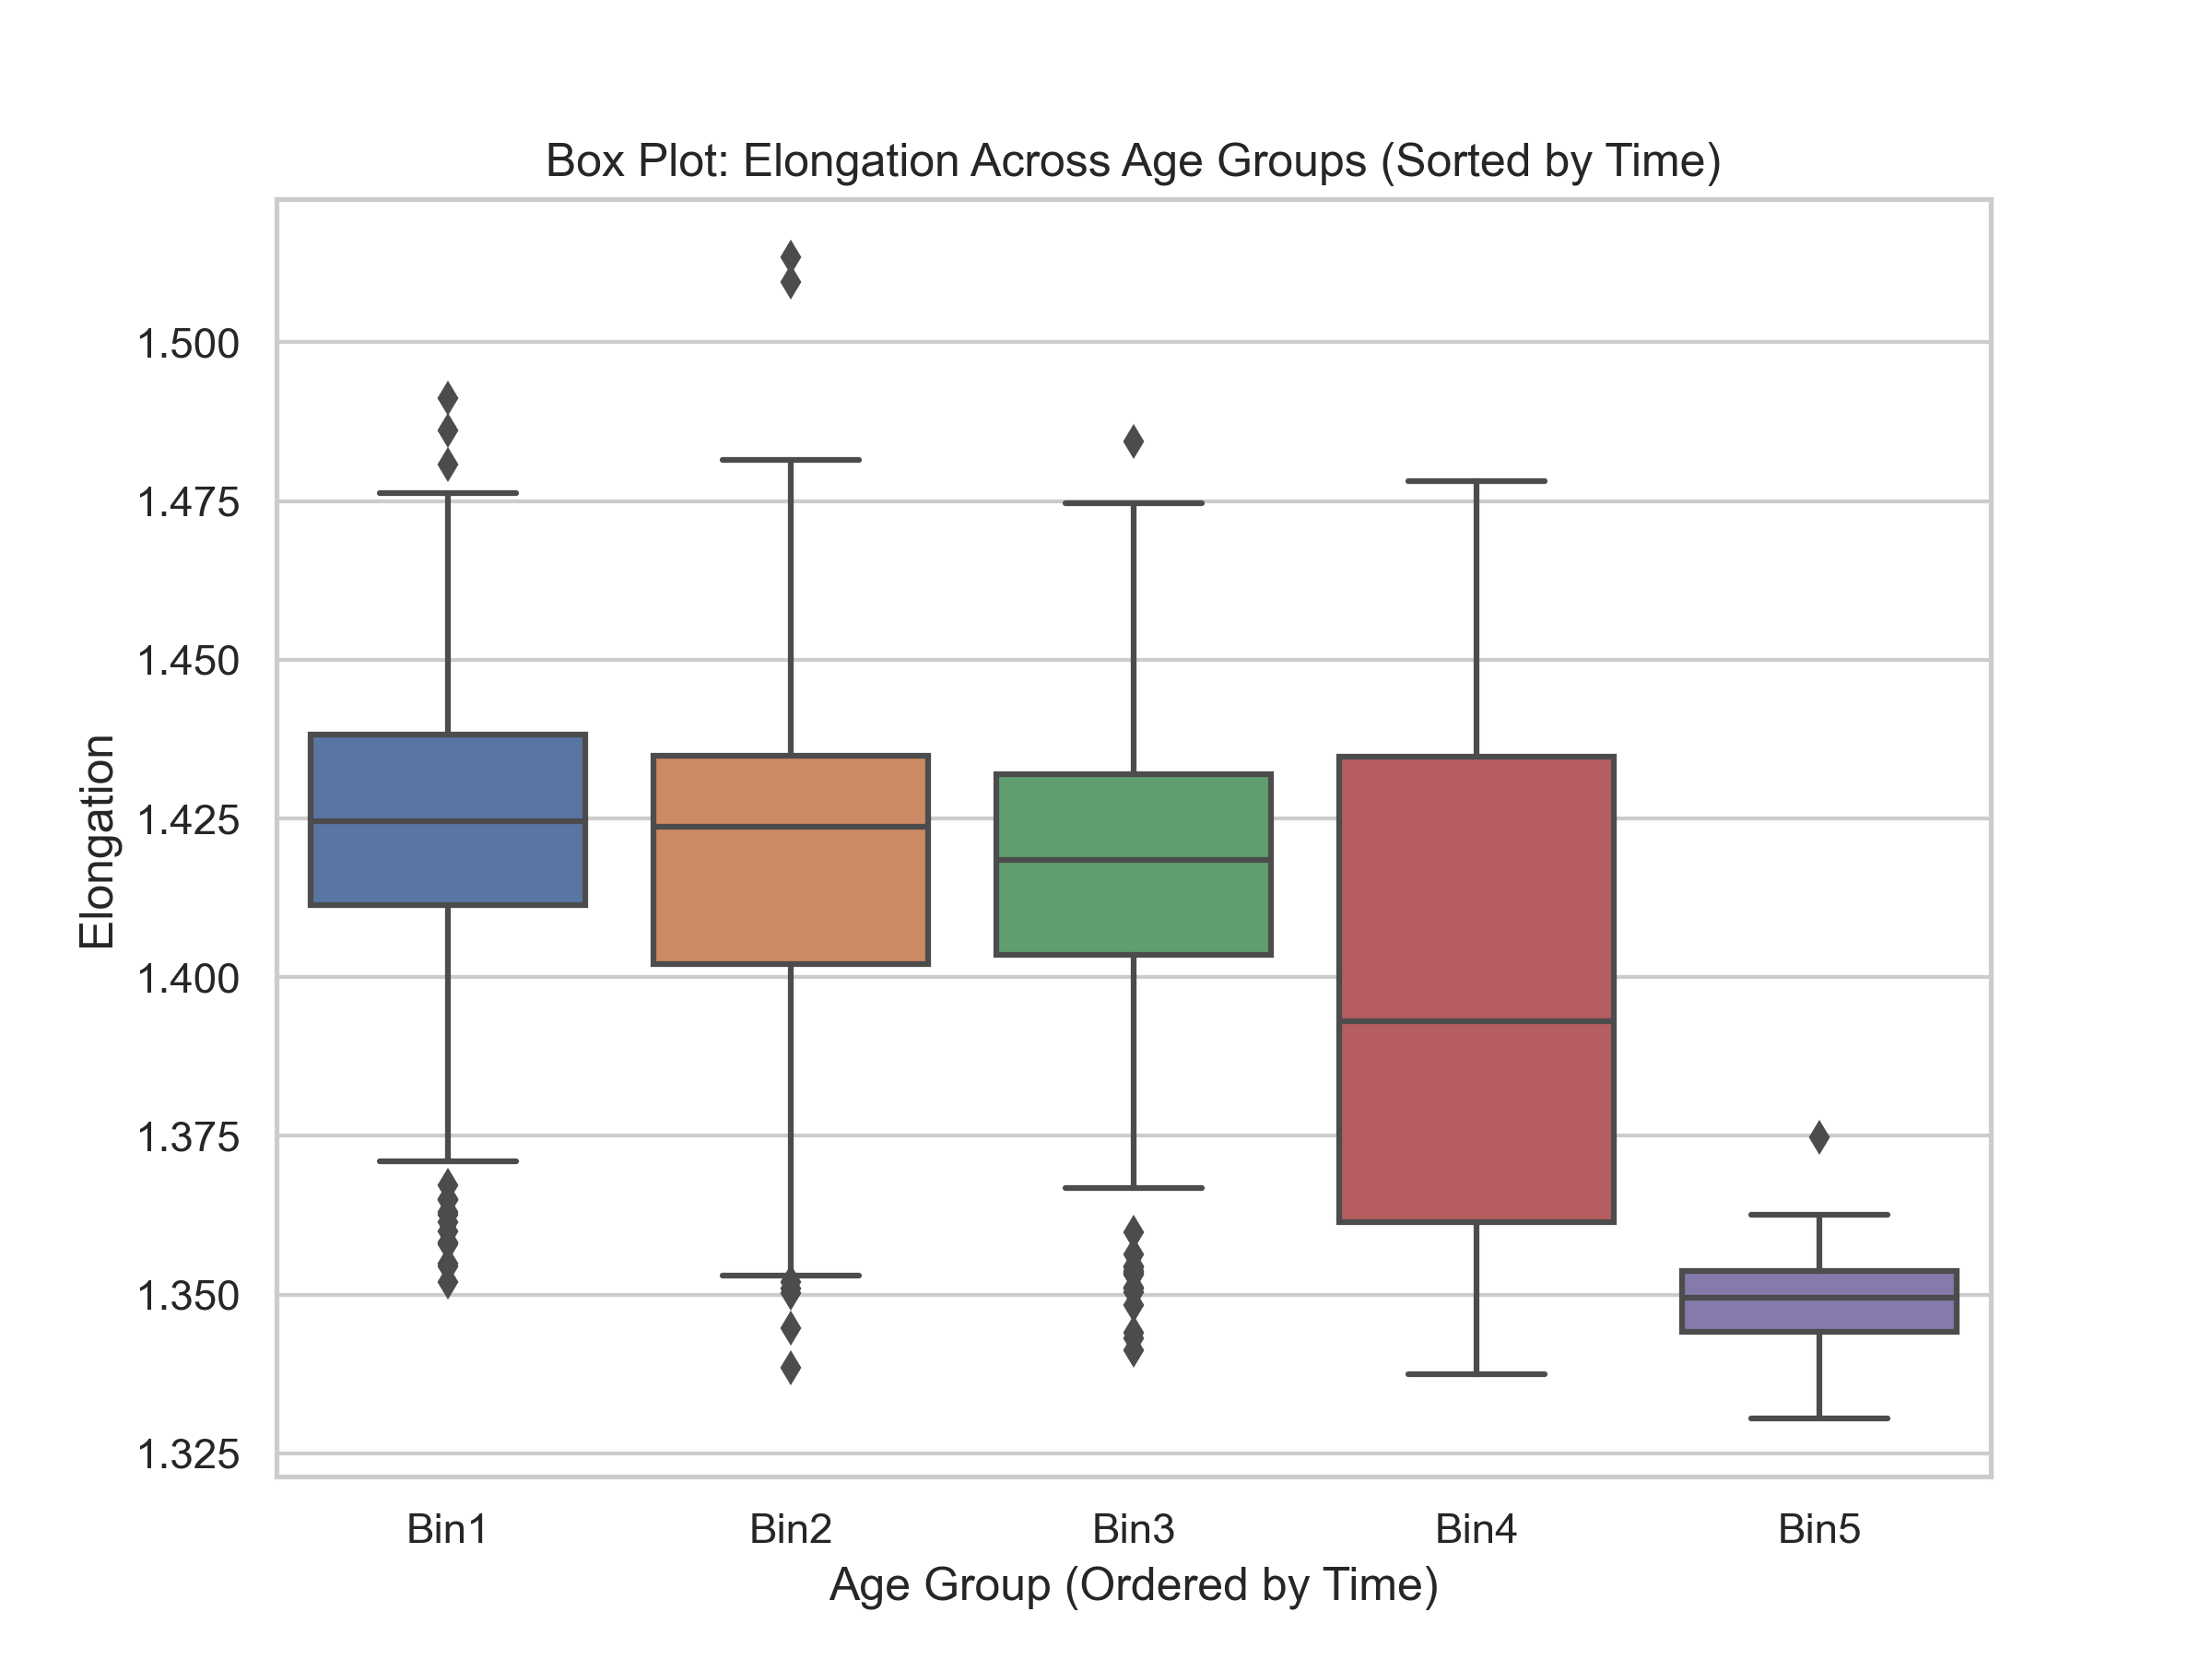 Box Plot: Elongation Across Age Groups (Sorted by Time)
1.500
1.475
1.450
1.425
1.400
1.375
1.350
1.325
Elongation
Bin1 Bin2 Bin3 Bin4 Bin5
Age Group (Ordered by Time)